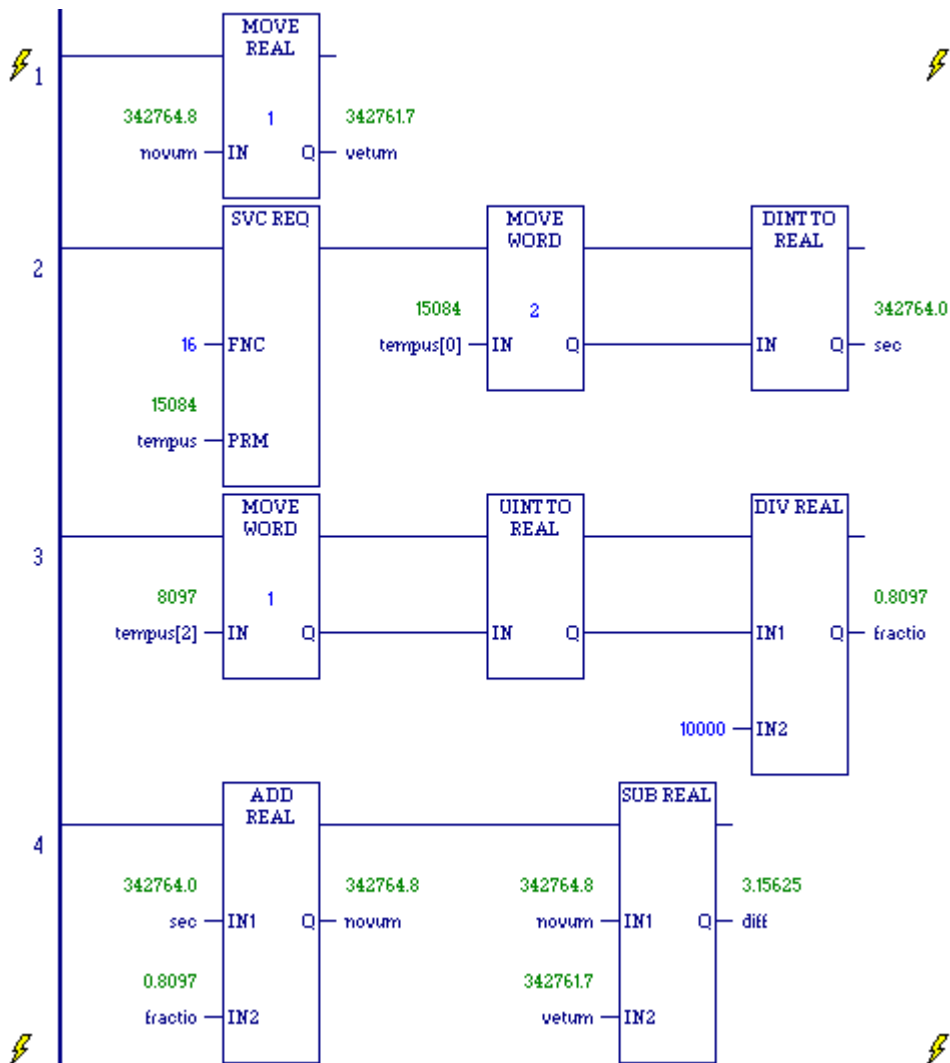 MOVE
REAL
1
342764.8 1 342761.7
novum IN Q vetum
SVC REQ MOVE DINT TO
WORD REAL
2
15084 2 342764.0
16 FNC tempus[0] IN Q IN Q sec
15084
tempus PRM
MOVE UINT TO DIV REAL
WORD REAL
3
8097 1 0.8097
tempus[2] IN Q IN Q IN1 Q fractio
10000 IN2
ADD SUB REAL
REAL
4
342764.0 342764.8 342764.8 3.15625
sec IN1 Q novum novum IN1 Q diff
0.8097 342761.7
fractio IN2 vetum IN2